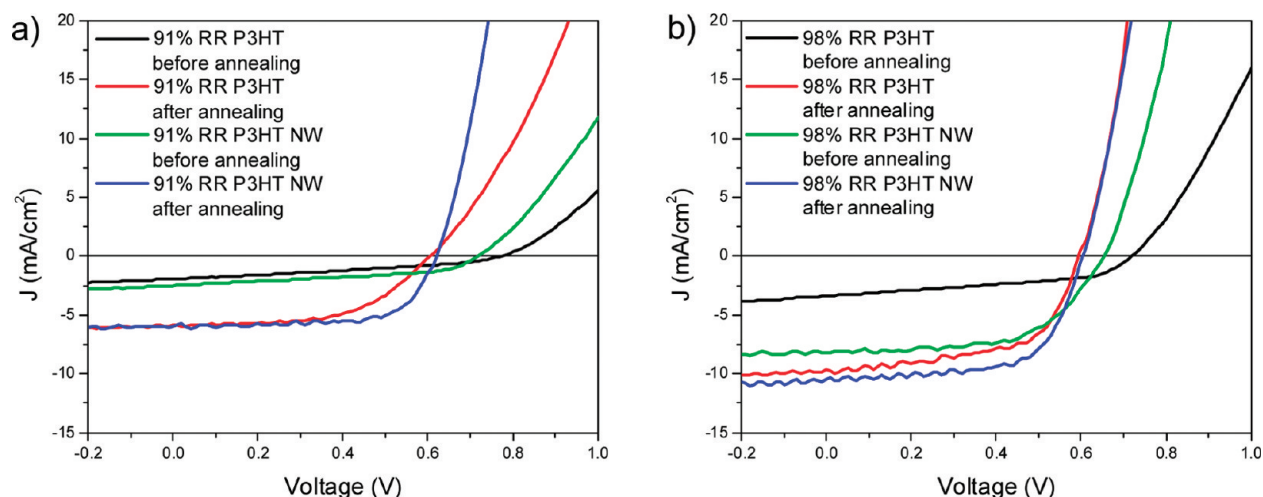 a)
91% RR P3HT
before annealing
91% RR P3HT
after annealing
91% RR P3HT NW
before annealing
91% RR P3HT NW
after annealing
20
15
10
5
0
-5
-10
-15
J (mA/cm²)
-0.2
0.0
0.2
0.4
0.6
0.8
1.0
Voltage (V)
b)
98% RR P3HT
before annealing
98% RR P3HT
after annealing
98% RR P3HT NW
before annealing
98% RR P3HT NW
after annealing
20
15
10
5
0
-5
-10
-15
J (mA/cm²)
-0.2
0.0
0.2
0.4
0.6
0.8
1.0
Voltage (V)